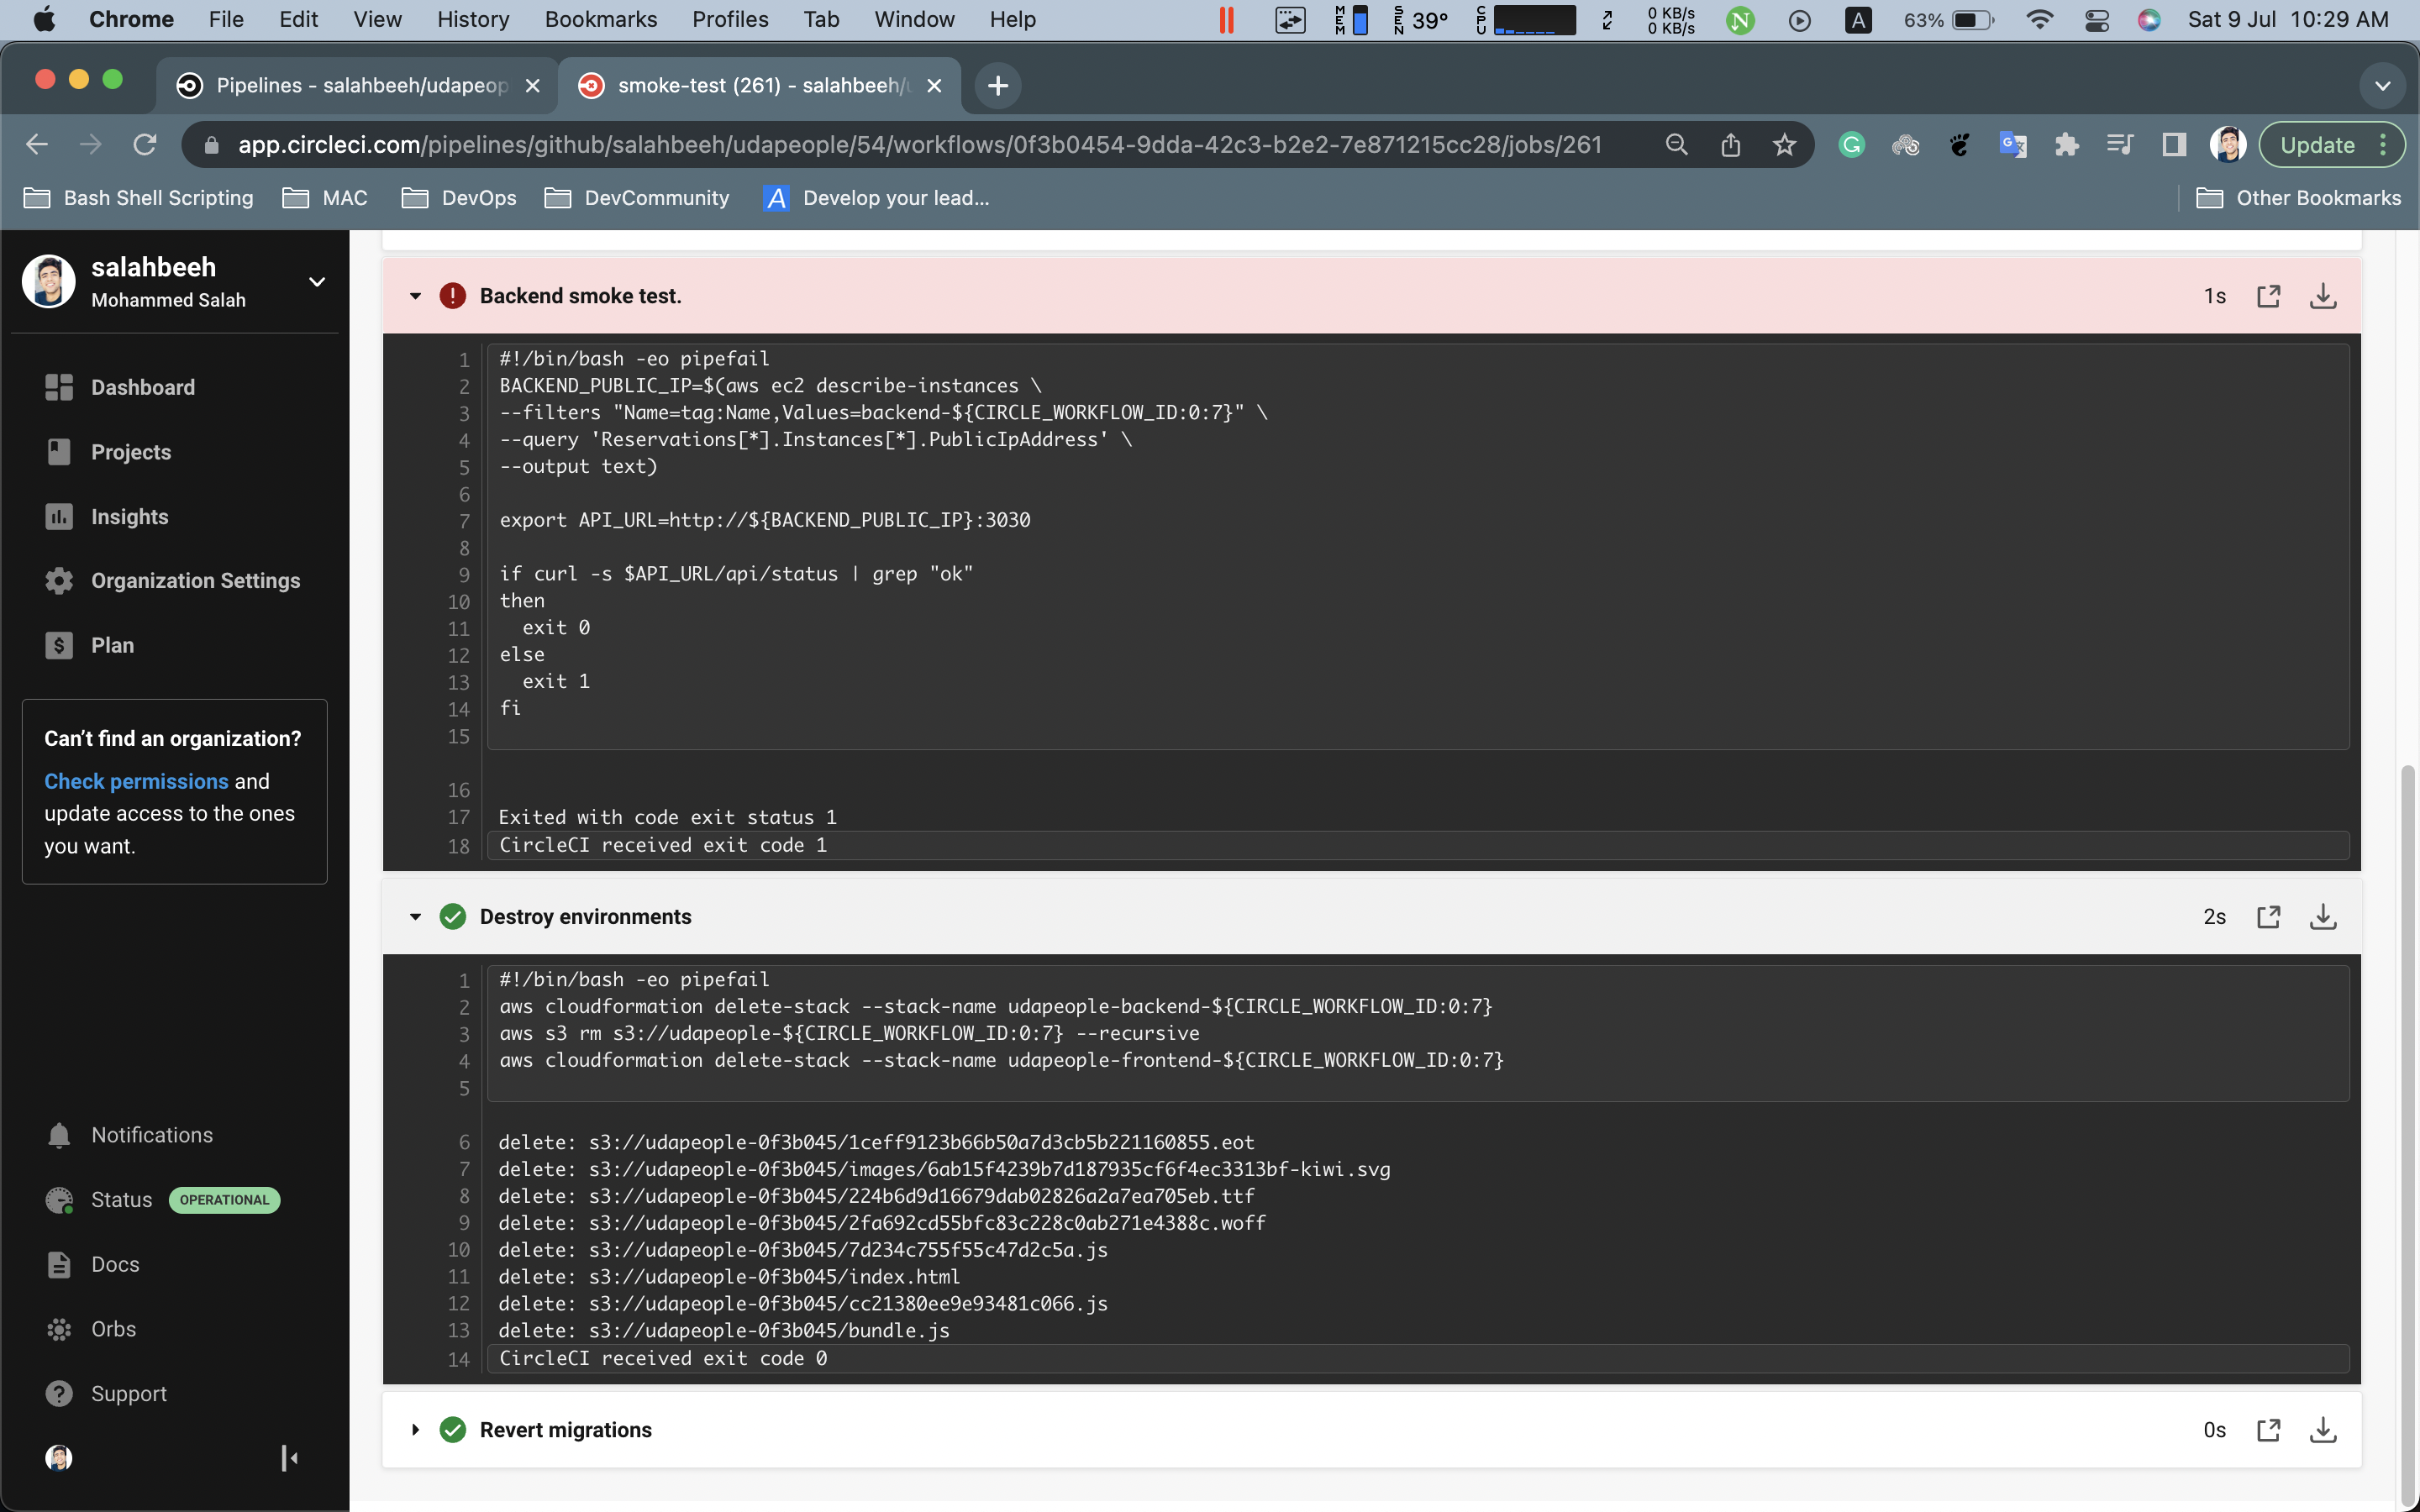 Chrome File Edit View History Bookmarks Profiles Tab Window Help MEM SEN 39° CPU 0 KB/s 0 KB/s N A 63% Sat 9 Jul 10:29 AM
Pipelines - salahbeeh/udapeop smoke-test (261) - salahbeeh/
app.circleci.com/pipelines/github/salahbeeh/udapeople/54/workflows/0f3b0454-9dda-42c3-b2e2-7e871215cc28/jobs/261 Update
Bash Shell Scripting MAC DevOps DevCommunity A Develop your lead... Other Bookmarks
salahbeeh
Mohammed Salah
Dashboard
Projects
Insights
Organization Settings
Plan
Can’t find an organization?
Check permissions and
update access to the ones
you want.
Notifications
Status OPERATIONAL
Docs
Orbs
Support
Backend smoke test. 1s
1 #!/bin/bash -eo pipefail
2 BACKEND_PUBLIC_IP=$(aws ec2 describe-instances \
3 --filters "Name=tag:Name,Values=backend-${CIRCLE_WORKFLOW_ID:0:7}" \
4 --query 'Reservations[*].Instances[*].PublicIpAddress' \
5 --output text)
6
7 export API_URL=http://${BACKEND_PUBLIC_IP}:3030
8
9 if curl -s $API_URL/api/status | grep "ok"
10 then
11   exit 0
12 else
13   exit 1
14 fi
15
16
17 Exited with code exit status 1
18 CircleCI received exit code 1
Destroy environments 2s
1 #!/bin/bash -eo pipefail
2 aws cloudformation delete-stack --stack-name udapeople-backend-${CIRCLE_WORKFLOW_ID:0:7}
3 aws s3 rm s3://udapeople-${CIRCLE_WORKFLOW_ID:0:7} --recursive
4 aws cloudformation delete-stack --stack-name udapeople-frontend-${CIRCLE_WORKFLOW_ID:0:7}
5
6 delete: s3://udapeople-0f3b045/1ceff9123b66b50a7d3cb5b221160855.eot
7 delete: s3://udapeople-0f3b045/images/6ab15f4239b7d187935cf6f4ec3313bf-kiwi.svg
8 delete: s3://udapeople-0f3b045/224b6d9d16679dab02826a2a7ea705eb.ttf
9 delete: s3://udapeople-0f3b045/2fa692cd55bfc83c228c0ab271e4388c.woff
10 delete: s3://udapeople-0f3b045/7d234c755f55c47d2c5a.js
11 delete: s3://udapeople-0f3b045/index.html
12 delete: s3://udapeople-0f3b045/cc21380ee9e93481c066.js
13 delete: s3://udapeople-0f3b045/bundle.js
14 CircleCI received exit code 0
Revert migrations 0s